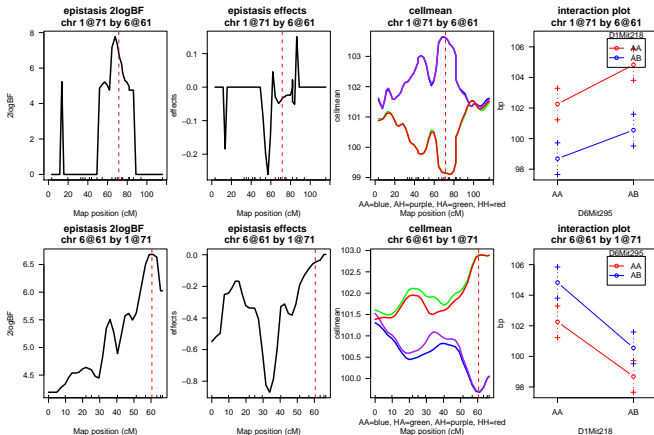 epistasis 2logBF
chr 1@71 by 6@61
2logBF
0
2
4
6
8
0
20
40
60
80
100
Map position (cM)
epistasis effects
chr 1@71 by 6@61
effects
−0.2
−0.1
0.0
0
20
40
60
80
100
Map position (cM)
cellmean
chr 1@71 by 6@61
cellmean
99
100
101
102
103
0
20
40
60
80
100
Map position (cM)
AA=blue, AH=purple, HA=green, HH=red
interaction plot
chr 1@71 by 6@61
D1Mit218
AA
AB
bp
98
100
102
104
106
AA
AB
D6Mit295
epistasis 2logBF
chr 6@61 by 1@71
2logBF
4.5
5.0
5.5
6.0
6.5
0
10
20
30
40
50
60
Map position (cM)
epistasis effects
chr 6@61 by 1@71
effects
−0.8
−0.6
−0.4
−0.2
0.0
0
10
20
30
40
50
60
Map position (cM)
cellmean
chr 6@61 by 1@71
cellmean
100.0
101.0
102.0
103.0
0
10
20
30
40
50
60
Map position (cM)
AA=blue, HA=green, AH=purple, HH=red
interaction plot
chr 6@61 by 1@71
D6Mit295
AA
AB
bp
98
100
102
104
106
AA
AB
D1Mit218